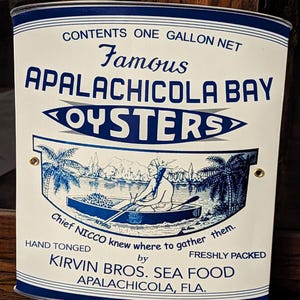 CONTENTS ONE GALLON NET
Famous
APALACHICOLA BAY
OYSTERS
Chief NICCO knew where to gather them.
HAND TONGED by FRESHLY PACKED
KIRVIN BROS. SEA FOOD
APALACHICOLA, FLA.